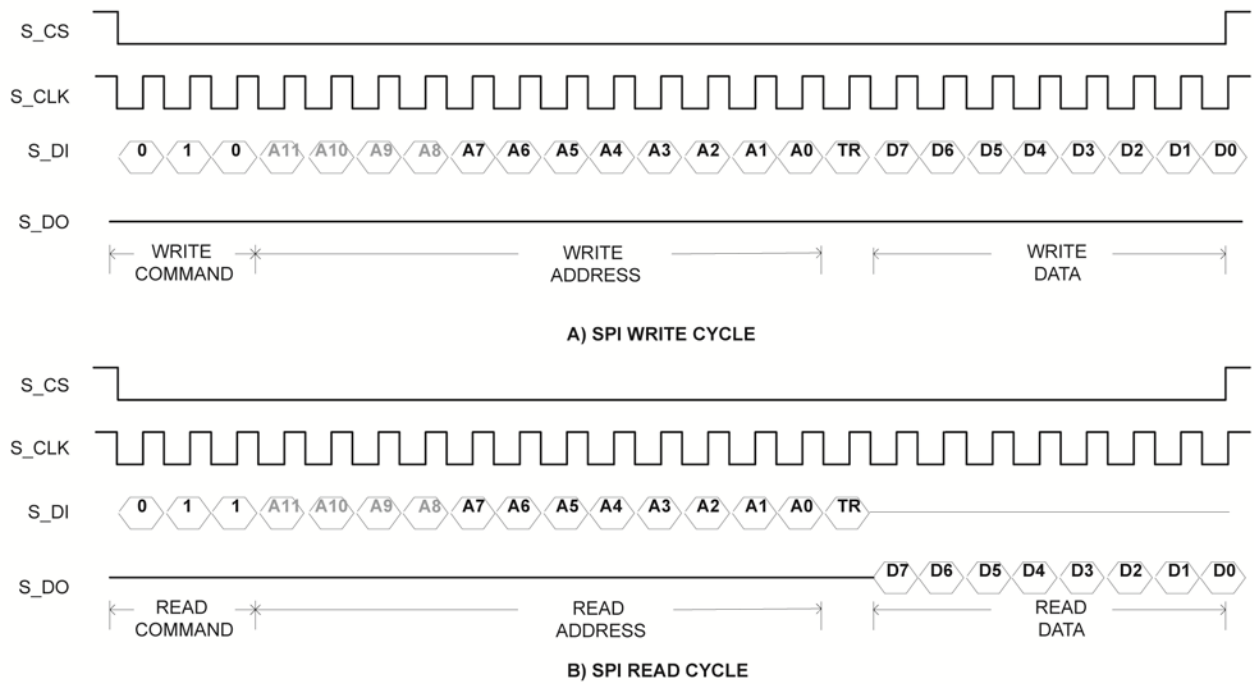 S_CS
S_CLK
S_DI 0 1 0 A11 A10 A9 A8 A7 A6 A5 A4 A3 A2 A1 A0 TR D7 D6 D5 D4 D3 D2 D1 D0
S_DO
WRITE COMMAND
WRITE ADDRESS
WRITE DATA
A) SPI WRITE CYCLE
S_CS
S_CLK
S_DI 0 1 1 A11 A10 A9 A8 A7 A6 A5 A4 A3 A2 A1 A0 TR
S_DO D7 D6 D5 D4 D3 D2 D1 D0
READ COMMAND
READ ADDRESS
READ DATA
B) SPI READ CYCLE